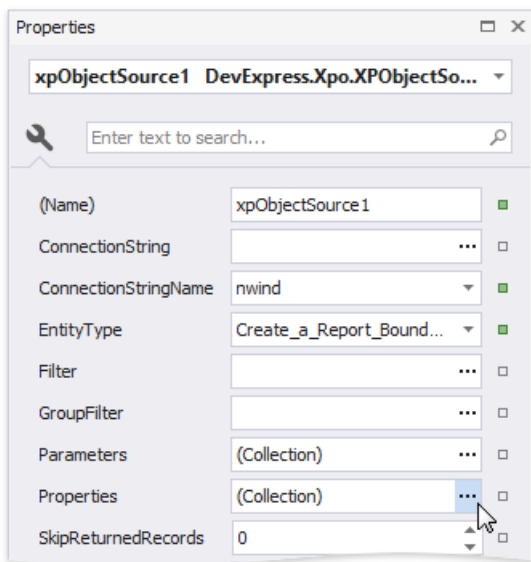 Properties
xpObjectSource1 DevExpress.Xpo.XPObjectSo...
Enter text to search...
(Name) xpObjectSource1
ConnectionString ...
ConnectionStringName nwind
EntityType Create_a_Report_Bound...
Filter ...
GroupFilter ...
Parameters (Collection) ...
Properties (Collection) ...
SkipReturnedRecords 0